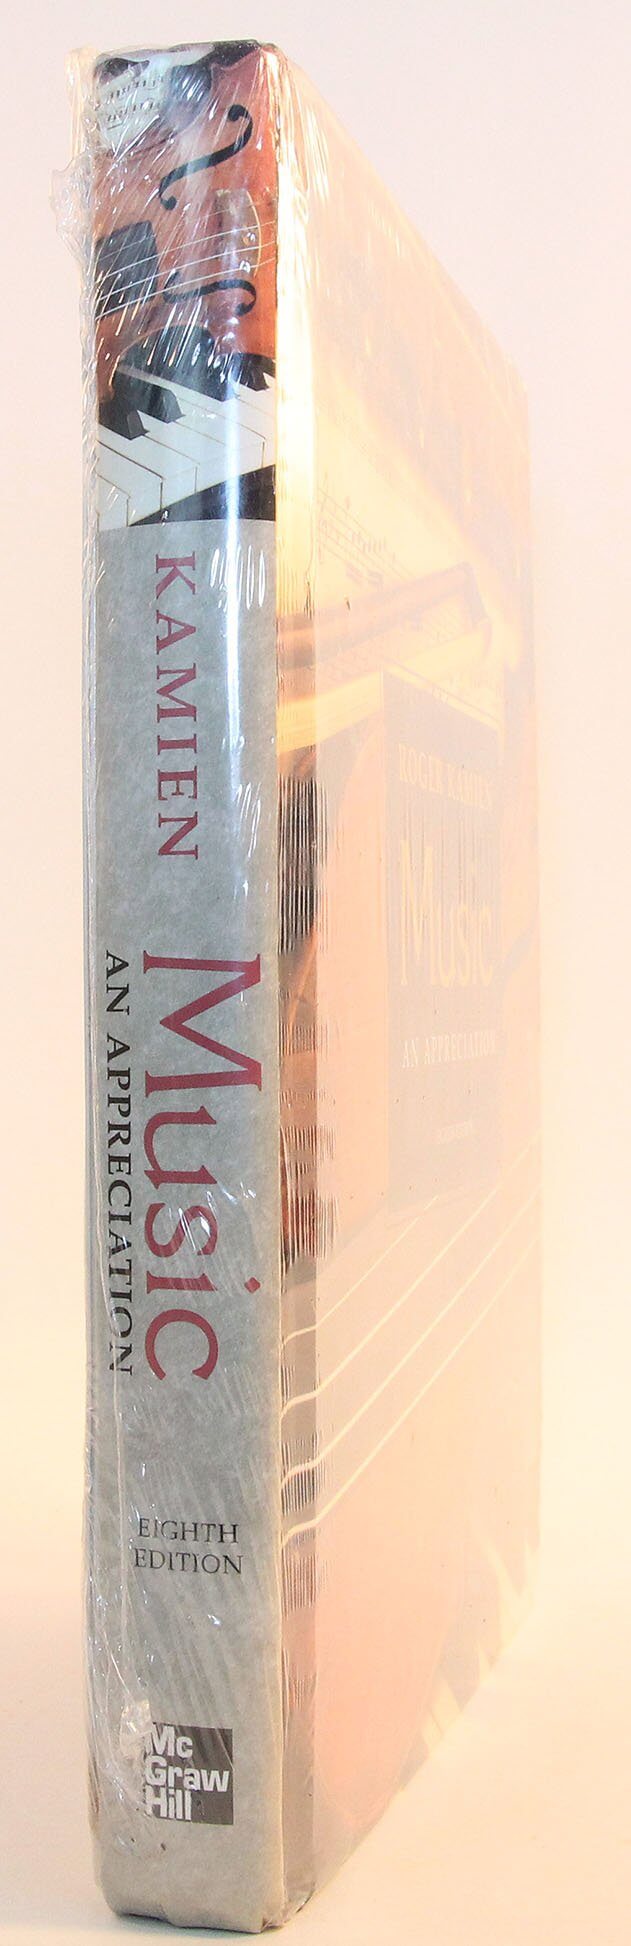 KAMIEN
Music
AN APPRECIATION
EIGHTH
EDITION
Mc
Graw
Hill
ROGER KAMIEN
Music
AN APPRECIATION